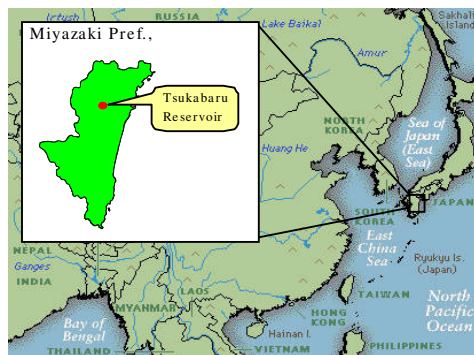 Irtush
RUSSIA
Lake Baikal
Sakhalin
Island
Miyazaki Pref.,
Amur
Tsukabaru
Reservoir
NORTH
KOREA
Sea of
Japan
(East
Sea)
Huang He
JAPAN
SOUTH
KOREA
East
China
Sea
Ryukyu Is.
(Japan)
NEPAL
Ganges
INDIA
TAIWAN
LAOS
MYANMAR
HONG
KONG
North
Pacific
Ocean
Bay of
Bengal
Hainan I.
THAILAND
VIETNAM
PHILIPPINES